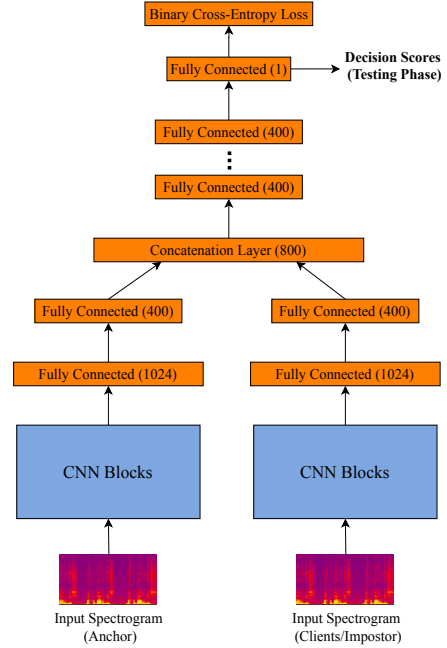 Binary Cross-Entropy Loss
Fully Connected (1)
Decision Scores
(Testing Phase)
Fully Connected (400)
Fully Connected (400)
Concatenation Layer (800)
Fully Connected (400)
Fully Connected (400)
Fully Connected (1024)
Fully Connected (1024)
CNN Blocks
CNN Blocks
Input Spectrogram
(Anchor)
Input Spectrogram
(Clients/Impostor)